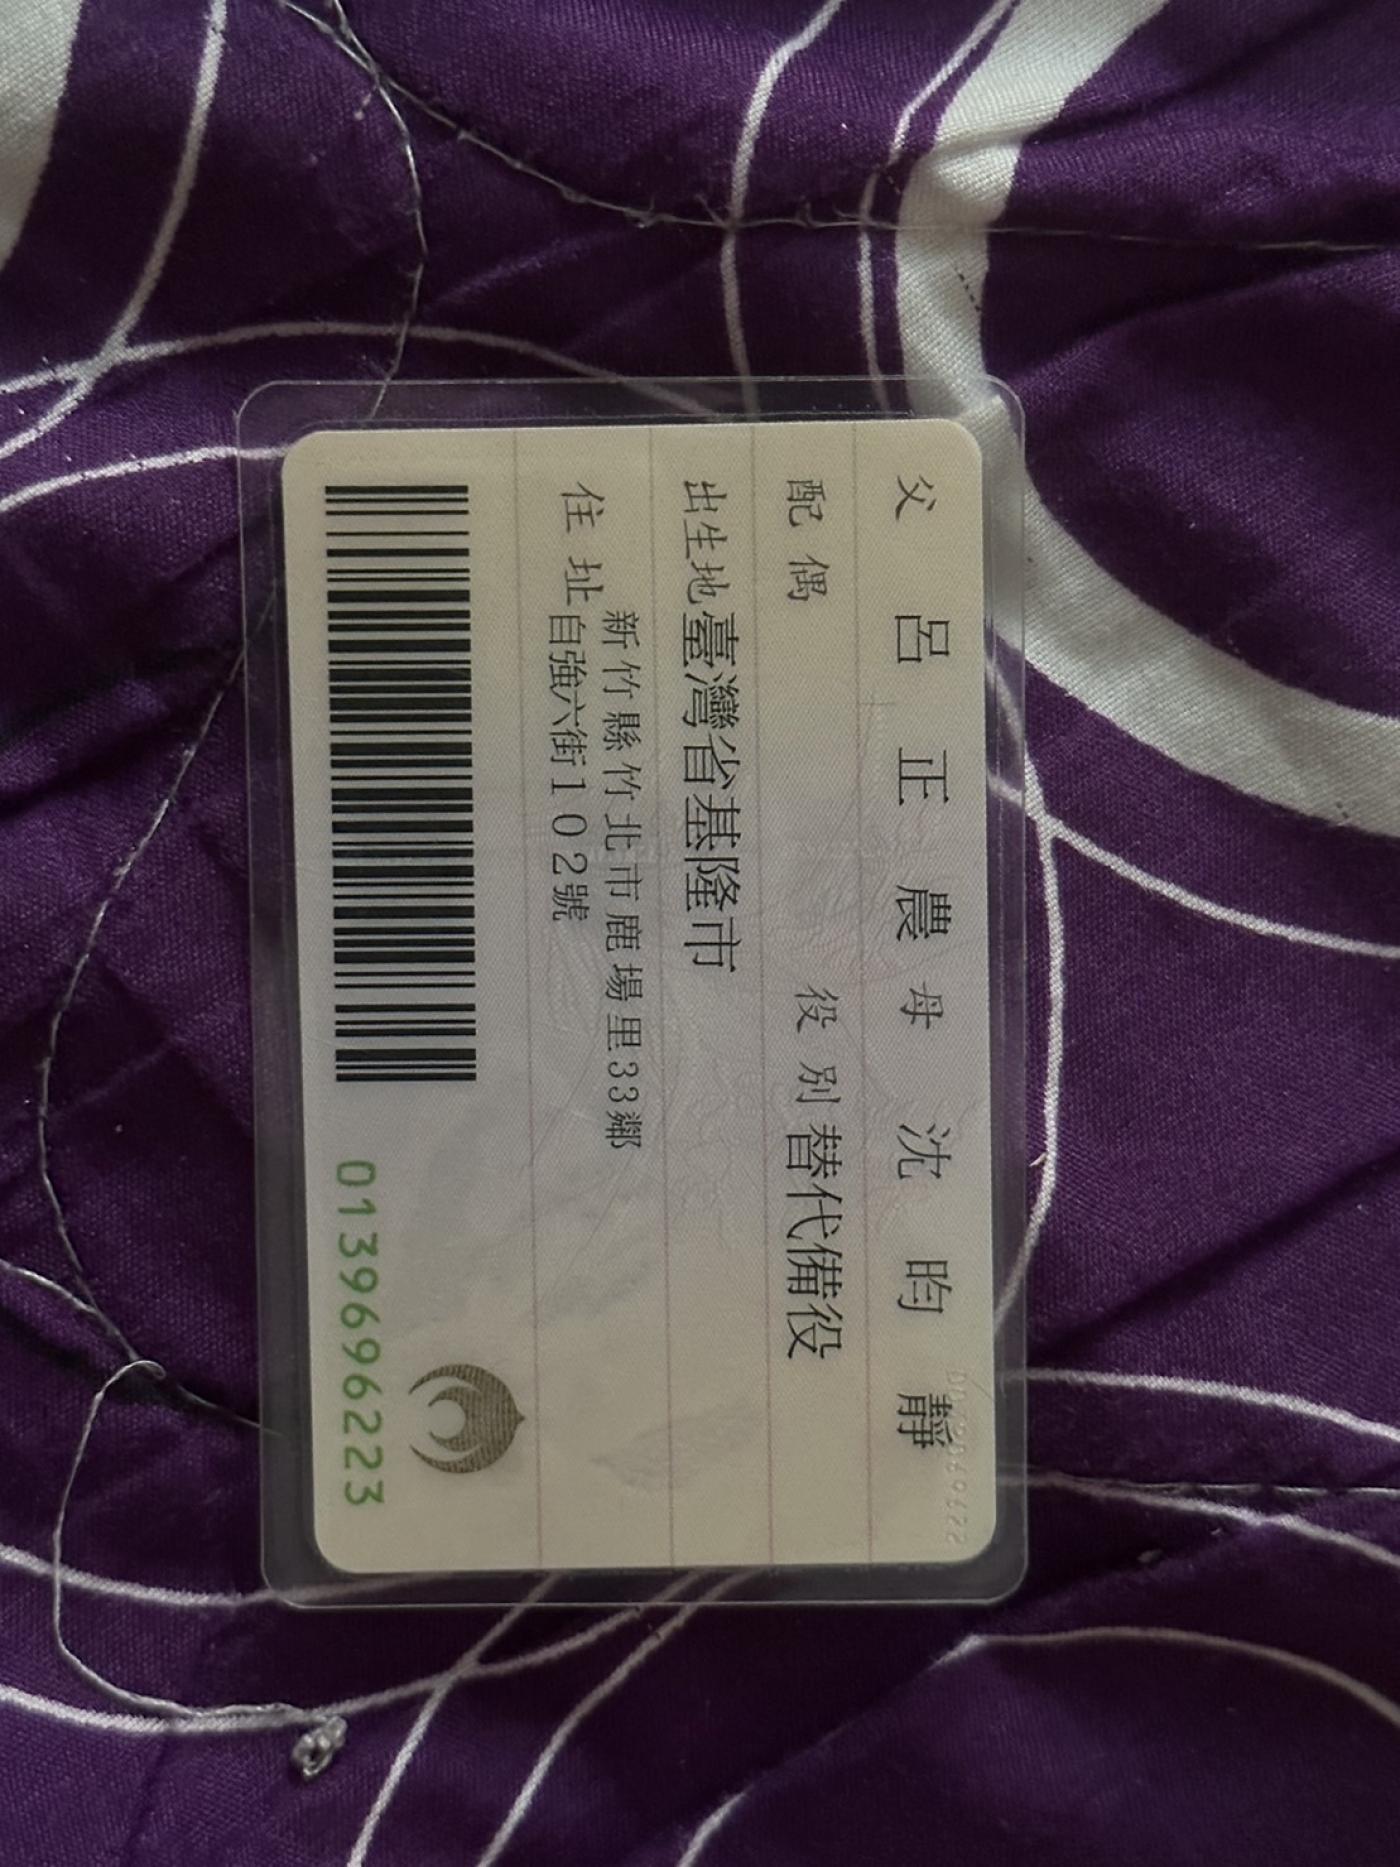 父 呂正農 母 沈昀靜
配偶 役別 替代備役
出生地 臺灣省基隆市
住址 新竹縣竹北市鹿場里33鄰
自強六街102號
0139696223